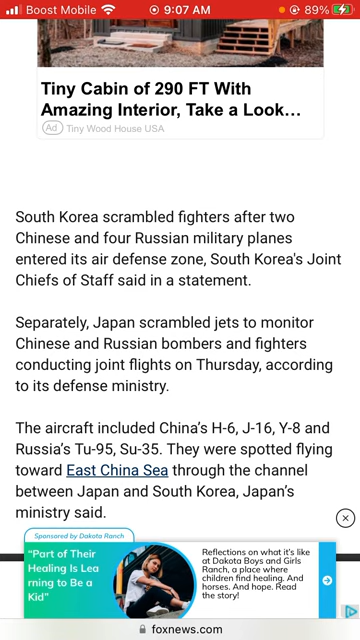 Boost Mobile
9:07 AM
89%
Tiny Cabin of 290 FT With
Amazing Interior, Take a Look…
Ad Tiny Wood House USA
South Korea scrambled fighters after two
Chinese and four Russian military planes
entered its air defense zone, South Korea's Joint
Chiefs of Staff said in a statement.
Separately, Japan scrambled jets to monitor
Chinese and Russian bombers and fighters
conducting joint flights on Thursday, according
to its defense ministry.
The aircraft included China’s H-6, J-16, Y-8 and
Russia’s Tu-95, Su-35. They were spotted flying
toward East China Sea through the channel
between Japan and South Korea, Japan’s
ministry said.
Sponsored by Dakota Ranch
“Part of Their
Healing Is Lea
rning to Be a
Kid”
Reflections on what it’s like
at Dakota Boys and Girls
Ranch, a place where
children find healing. And
horses. And hope. Read
the story!
foxnews.com